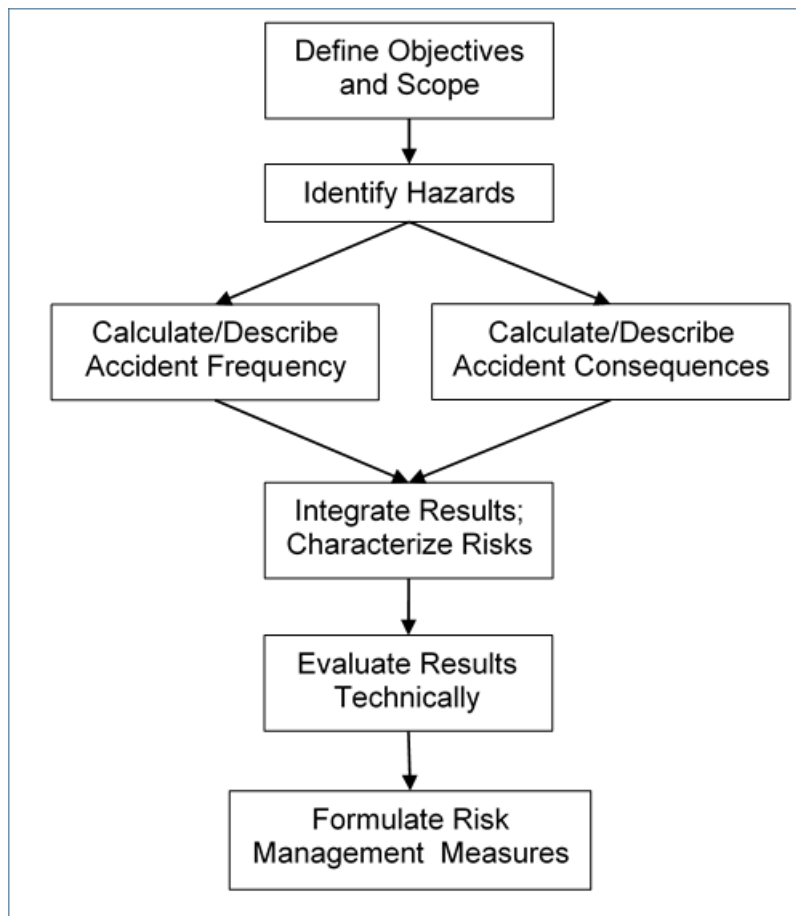 Define Objectives
and Scope
Identify Hazards
Calculate/Describe
Accident Frequency
Calculate/Describe
Accident Consequences
Integrate Results;
Characterize Risks
Evaluate Results
Technically
Formulate Risk
Management Measures